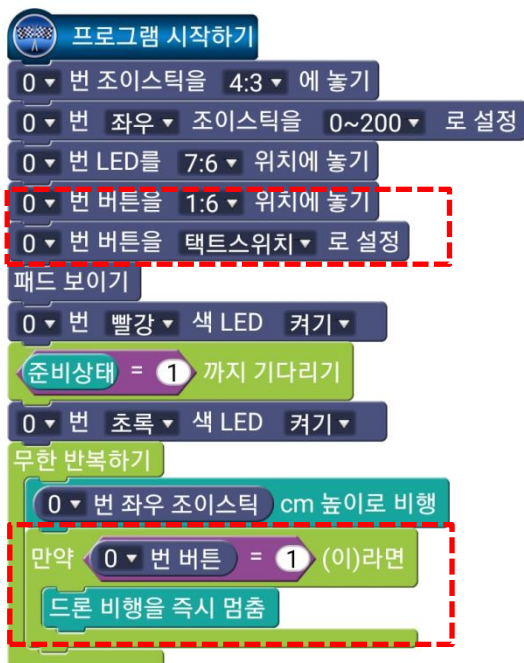 프로그램 시작하기
0 번 조이스틱을 4:3 에 놓기
0 번 좌우 조이스틱을 0~200 로 설정
0 번 LED를 7:6 위치에 놓기
0 번 버튼을 1:6 위치에 놓기
0 번 버튼을 택트스위치 로 설정
패드 보이기
0 번 빨강 색 LED 켜기
준비상태 = 1 까지 기다리기
0 번 초록 색 LED 켜기
무한 반복하기
0 번 좌우 조이스틱 cm 높이로 비행
만약 0 번 버튼 = 1 (이)라면
드론 비행을 즉시 멈춤